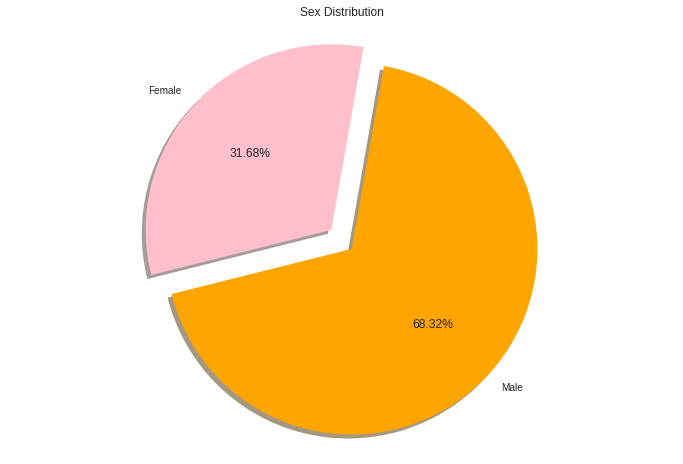 Sex Distribution
Female
31.68%
68.32%
Male